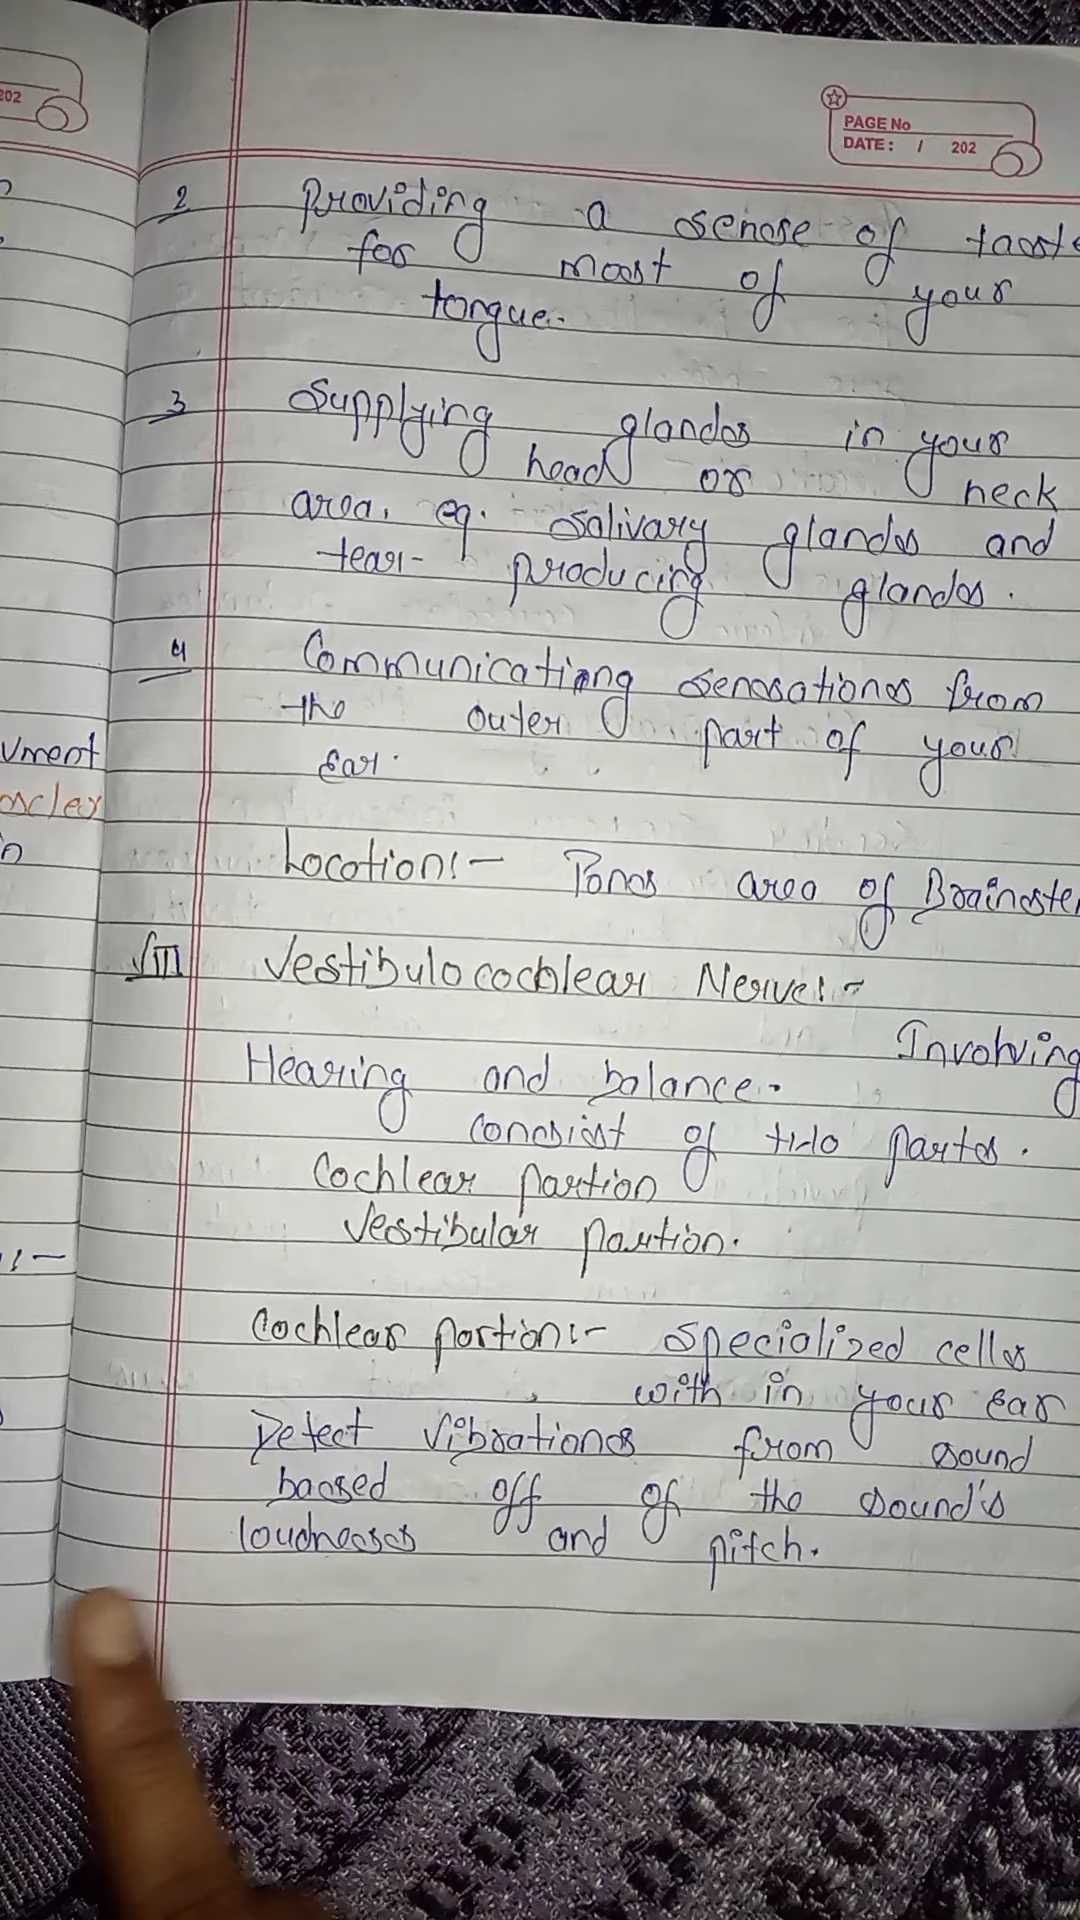 202
PAGE No
DATE: / 202
2 Providing a sense of taste
for most of your
tongue.
3 Supplying glands in your
head or neck
area. eg. salivary glands and
tear- producing glands.
4 Communicating sensations from
the outer part of your
Ear.
Location:- Pons area of Brainste
VIII Vestibulocochlear Nerve:-
Involving
Hearing and balance.
consist of two parts.
Cochlear portion
Vestibular portion.
Cochlear portion:- specialized cells
with in your Ear
Detect vibrations from sound
based off of the sound's
loudness and pitch.